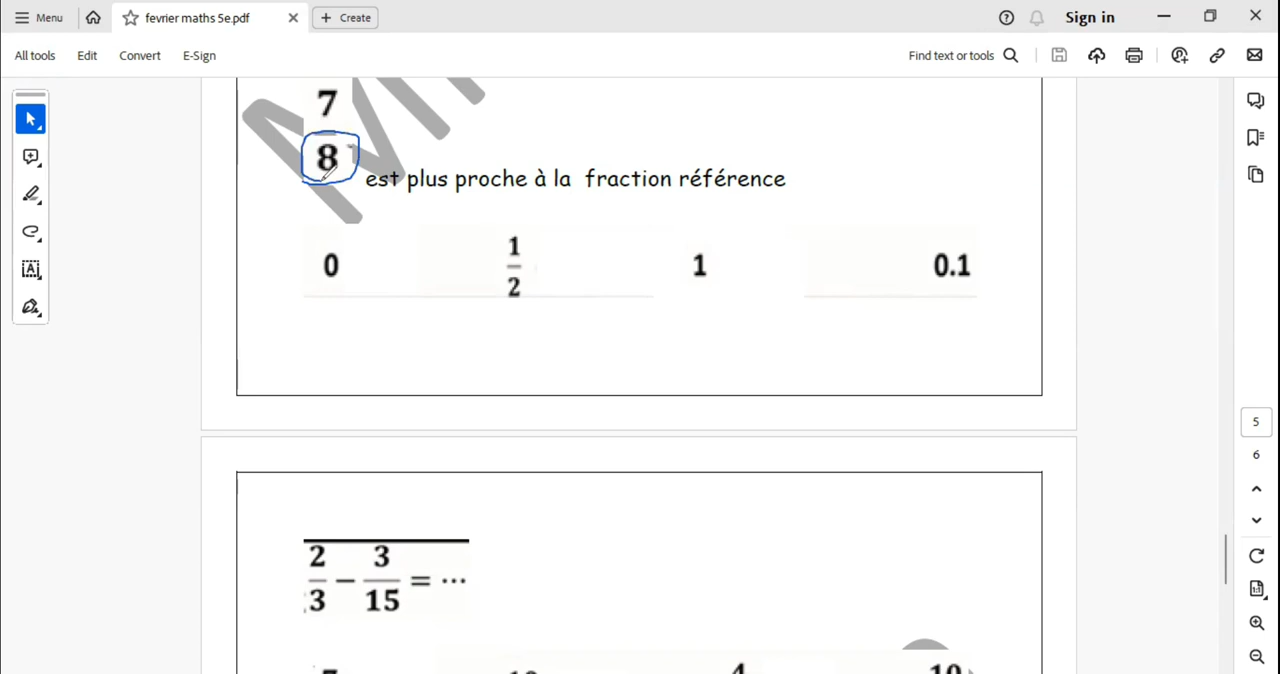 Menu
fevrier maths 5e.pdf
Create
Sign in
All tools
Edit
Convert
E-Sign
Find text or tools
7
8
est plus proche à la fraction référence
0
1
2
1
0.1
5
6
2/3 − 3/15 = ...